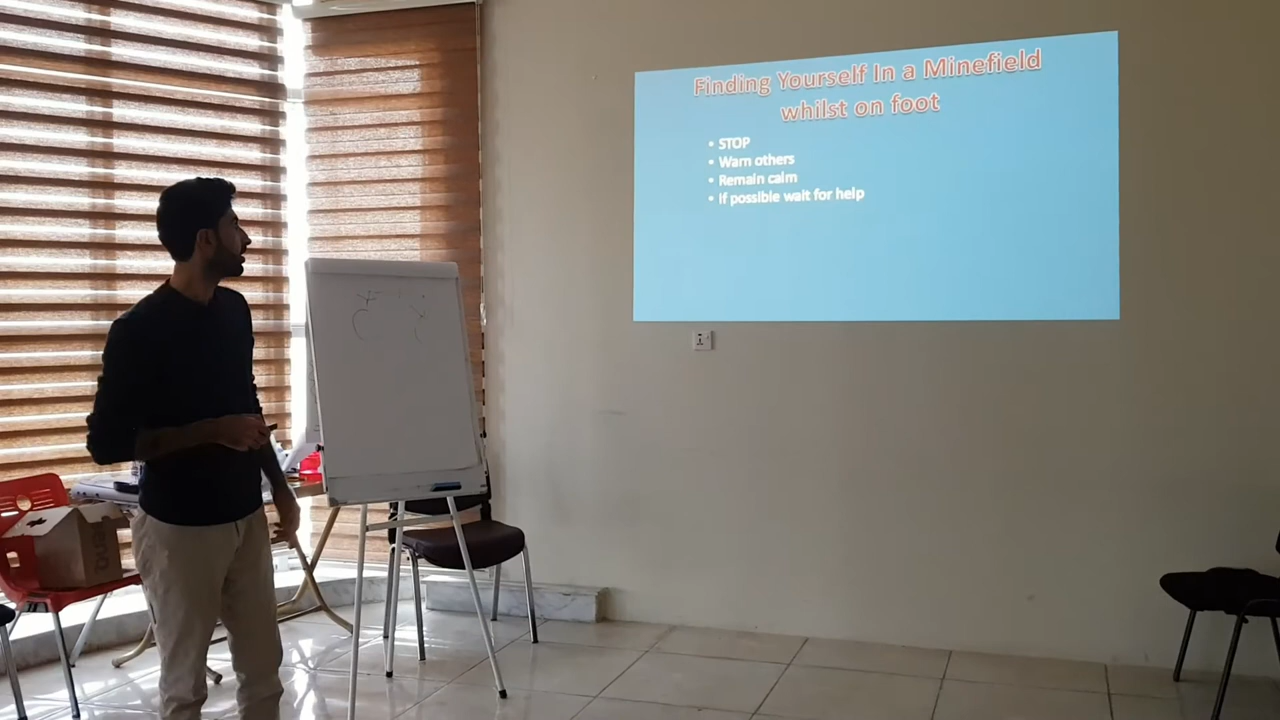 Finding Yourself In a Minefield
whilst on foot
• STOP
• Warn others
• Remain calm
• If possible wait for help